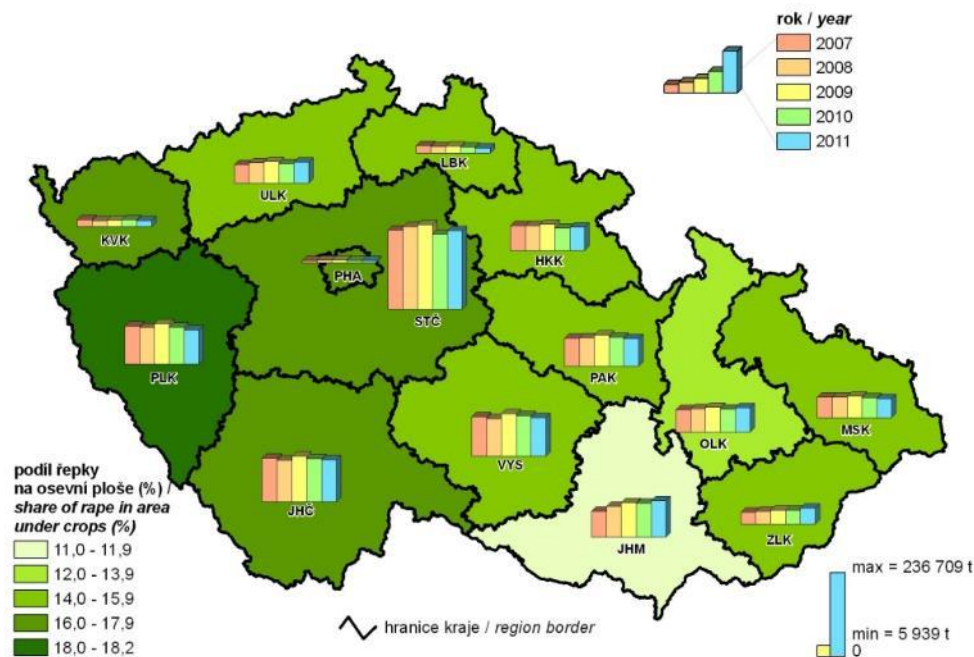 rok / year
2007
2008
2009
2010
2011
LBK
ULK
KVK
HKK
PHA
STČ
PLK
PAK
MSK
OLK
VYS
JHČ
ZLK
JHM
podíl řepky
na osevní ploše (%) /
share of rape in area
under crops (%)
11,0 - 11,9
12,0 - 13,9
14,0 - 15,9
16,0 - 17,9
18,0 - 18,2
hranice kraje / region border
max = 236 709 t
min = 5 939 t
0